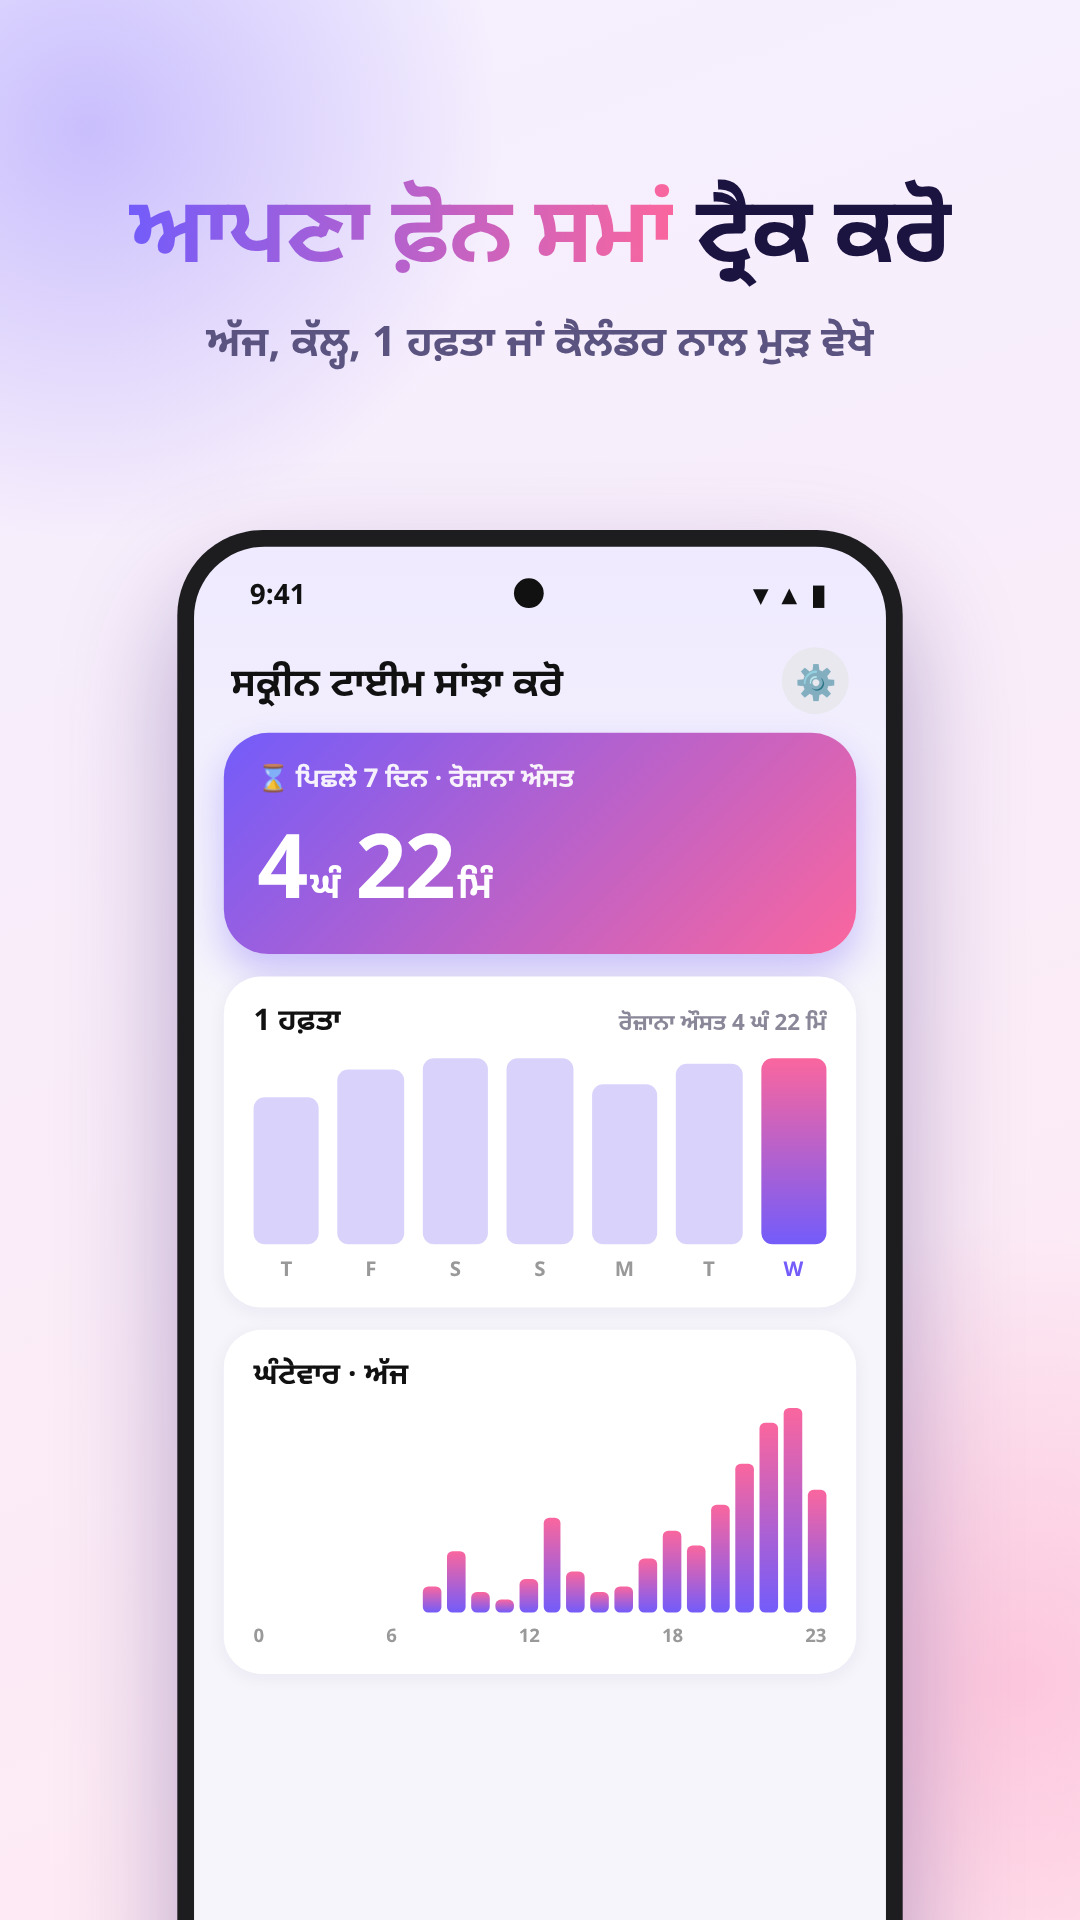 ਆਪਣਾ ਫ਼ੋਨ ਸਮਾਂ ਟ੍ਰੈਕ ਕਰੋ
ਅੱਜ, ਕੱਲ੍ਹ, 1 ਹਫ਼ਤਾ ਜਾਂ ਕੈਲੰਡਰ ਨਾਲ ਮੁੜ ਵੇਖੋ
9:41
ਸਕ੍ਰੀਨ ਟਾਈਮ ਸਾਂਝਾ ਕਰੋ
ਪਿਛਲੇ 7 ਦਿਨ · ਰੋਜ਼ਾਨਾ ਔਸਤ
4ਘੰ 22ਮਿੰ
1 ਹਫ਼ਤਾ ਰੋਜ਼ਾਨਾ ਔਸਤ 4 ਘੰ 22 ਮਿੰ
T F S S M T W
ਘੰਟੇਵਾਰ · ਅੱਜ
0 6 12 18 23